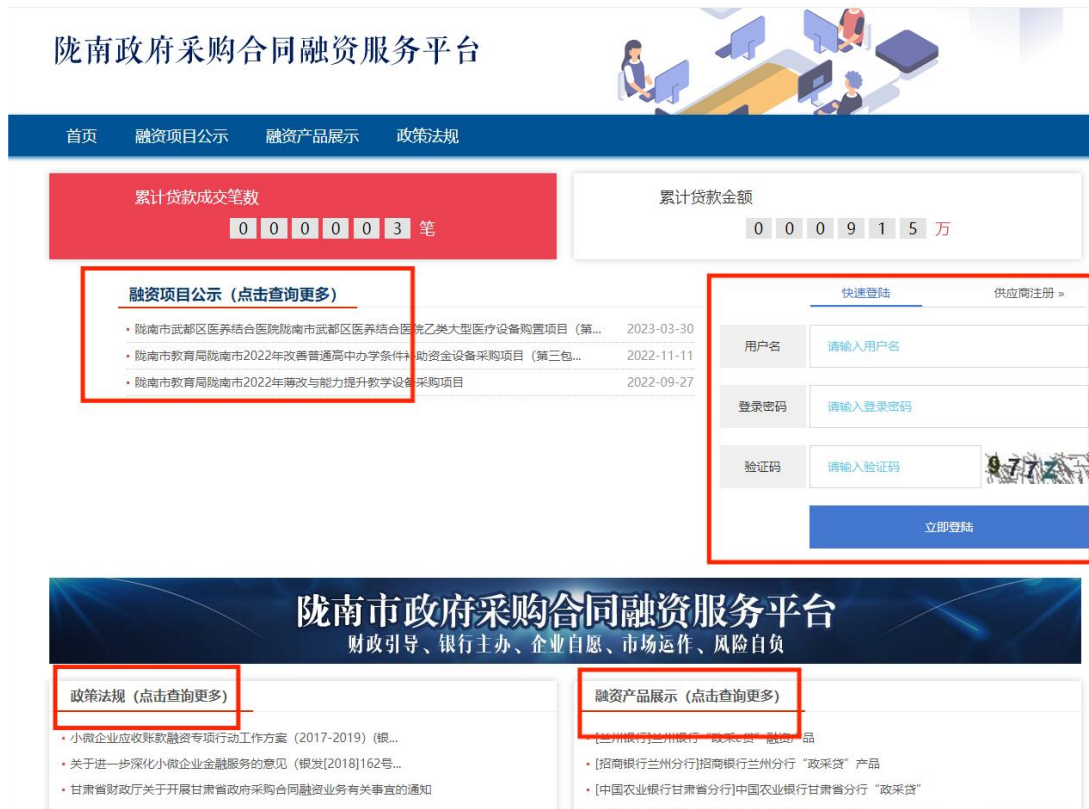 陇南政府采购合同融资服务平台
首页 融资项目公示 融资产品展示 政策法规
累计贷款成交笔数
0 0 0 0 0 3 笔
累计贷款金额
0 0 0 9 1 5 万
融资项目公示（点击查询更多）
• 陇南市武都区医养结合医院陇南市武都区医养结合医院乙类大型医疗设备购置项目（第... 2023-03-30
• 陇南市教育局陇南市2022年改善普通高中办学条件补助资金设备采购项目（第三包... 2022-11-11
• 陇南市教育局陇南市2022年薄改与能力提升教学设备采购项目 2022-09-27
快速登陆 供应商注册 »
用户名 请输入用户名
登录密码 请输入登录密码
验证码 请输入验证码 977Z
立即登陆
陇南市政府采购合同融资服务平台
财政引导、银行主办、企业自愿、市场运作、风险自负
政策法规（点击查询更多）
• 小微企业应收账款融资专项行动工作方案（2017-2019）(银...
• 关于进一步深化小微企业金融服务的意见（银发[2018]162号...
• 甘肃省财政厅关于开展甘肃省政府采购合同融资业务有关事宜的通知
融资产品展示（点击查询更多）
• [兰州银行]兰州银行“政采e贷”融资产品
• [招商银行兰州分行]招商银行兰州分行“政采贷”产品
• [中国农业银行甘肃省分行]中国农业银行甘肃省分行“政采贷”